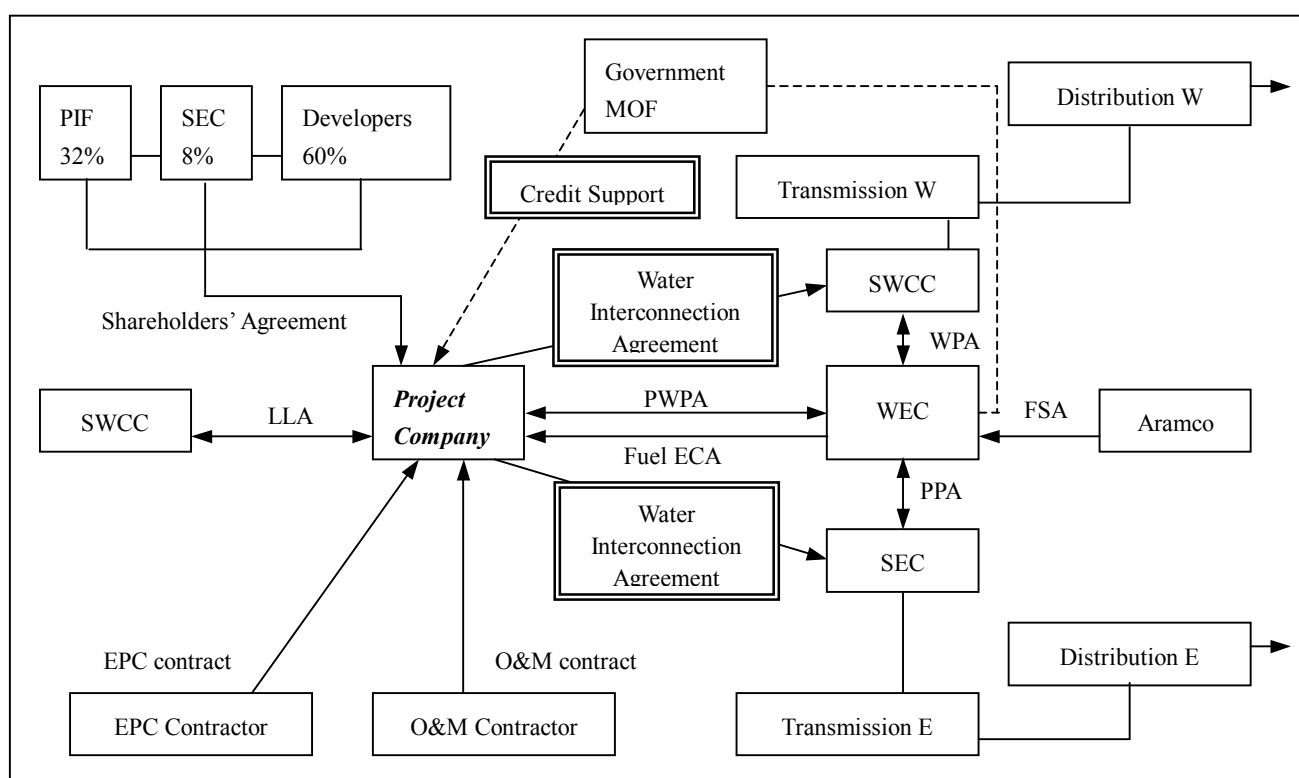 Government
MOF
Distribution W
PIF
32%
SEC
8%
Developers
60%
Credit Support
Transmission W
Water
Interconnection
Agreement
SWCC
Shareholders' Agreement
WPA
SWCC
LLA
Project
Company
PWPA
WEC
FSA
Aramco
Fuel ECA
PPA
Water
Interconnection
Agreement
SEC
EPC contract
O&M contract
Distribution E
EPC Contractor
O&M Contractor
Transmission E